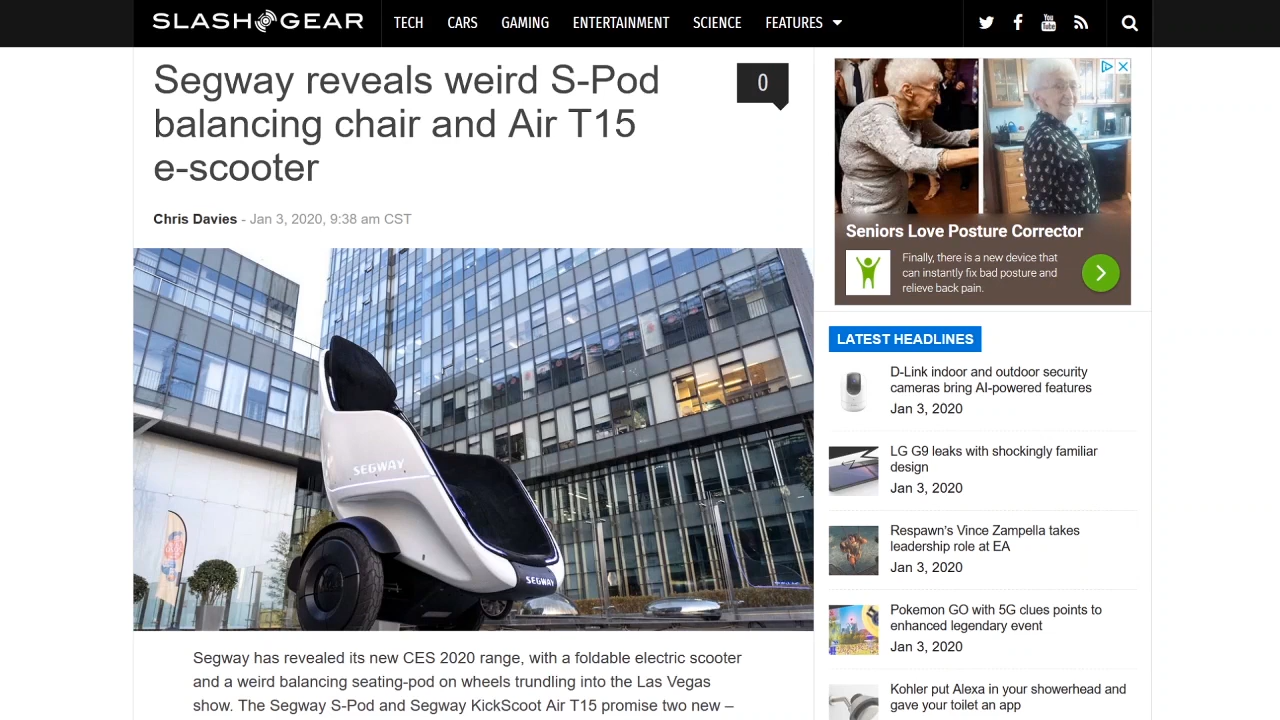 SLASHGEAR
TECH
CARS
GAMING
ENTERTAINMENT
SCIENCE
FEATURES
You
Tube
Segway reveals weird S-Pod
balancing chair and Air T15
e-scooter
0
Chris Davies - Jan 3, 2020, 9:38 am CST
SEGWAY
SEGWAY
Segway has revealed its new CES 2020 range, with a foldable electric scooter
and a weird balancing seating-pod on wheels trundling into the Las Vegas
show. The Segway S-Pod and Segway KickScoot Air T15 promise two new –
Seniors Love Posture Corrector
Finally, there is a new device that
can instantly fix bad posture and
relieve back pain.
LATEST HEADLINES
D-Link indoor and outdoor security
cameras bring AI-powered features
Jan 3, 2020
LG G9 leaks with shockingly familiar
design
Jan 3, 2020
Respawn's Vince Zampella takes
leadership role at EA
Jan 3, 2020
Pokemon GO with 5G clues points to
enhanced legendary event
Jan 3, 2020
Kohler put Alexa in your showerhead and
gave your toilet an app